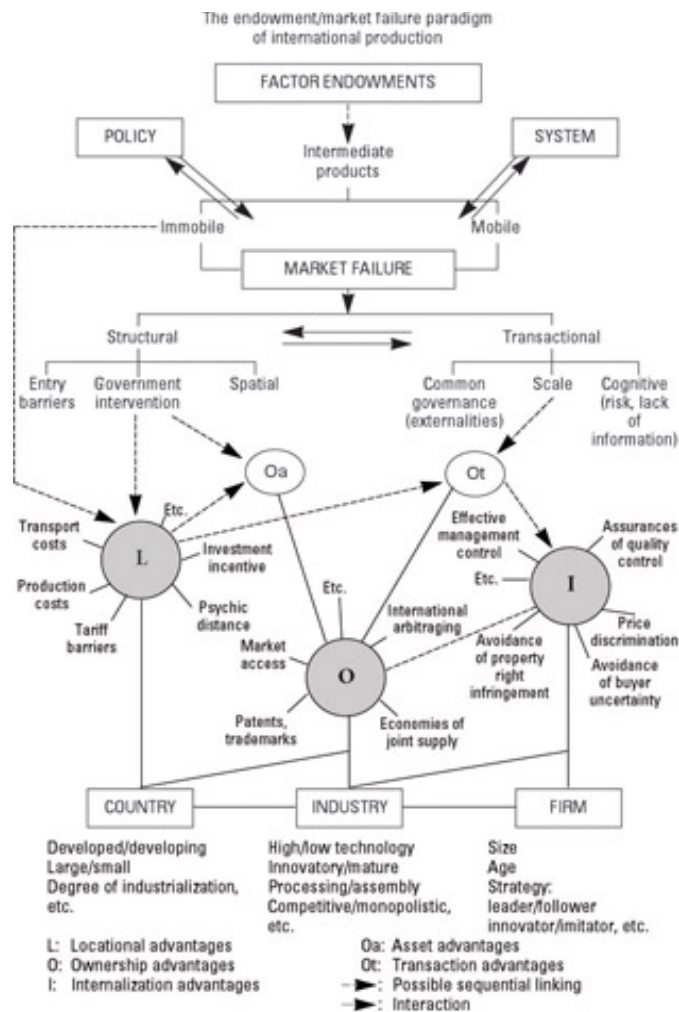 The endowment/market failure paradigm
of international production
FACTOR ENDOWMENTS
POLICY
SYSTEM
Intermediate
products
Immobile
Mobile
MARKET FAILURE
Structural
Transactional
Entry
barriers
Government
intervention
Spatial
Common
governance
(externalities)
Scale
Cognitive
(risk, lack
of
information)
Oa
Ot
Etc.
Transport
costs
L
Investment
incentive
Production
costs
Tariff
barriers
Psychic
distance
Effective
management
control
Assurances
of quality
control
Etc.
I
Avoidance
of property
right
infringement
Price
discrimination
Avoidance
of buyer
uncertainty
Etc.
International
arbitraging
Market
access
O
Patents,
trademarks
Economies of
joint supply
COUNTRY
INDUSTRY
FIRM
Developed/developing
Large/small
Degree of industrialization,
etc.
High/low technology
Innovatory/mature
Processing/assembly
Competitive/monopolistic,
etc.
Size
Age
Strategy:
leader/follower
innovator/imitator, etc.
L: Locational advantages
O: Ownership advantages
I: Internalization advantages
Oa: Asset advantages
Ot: Transaction advantages
: Possible sequential linking
: Interaction